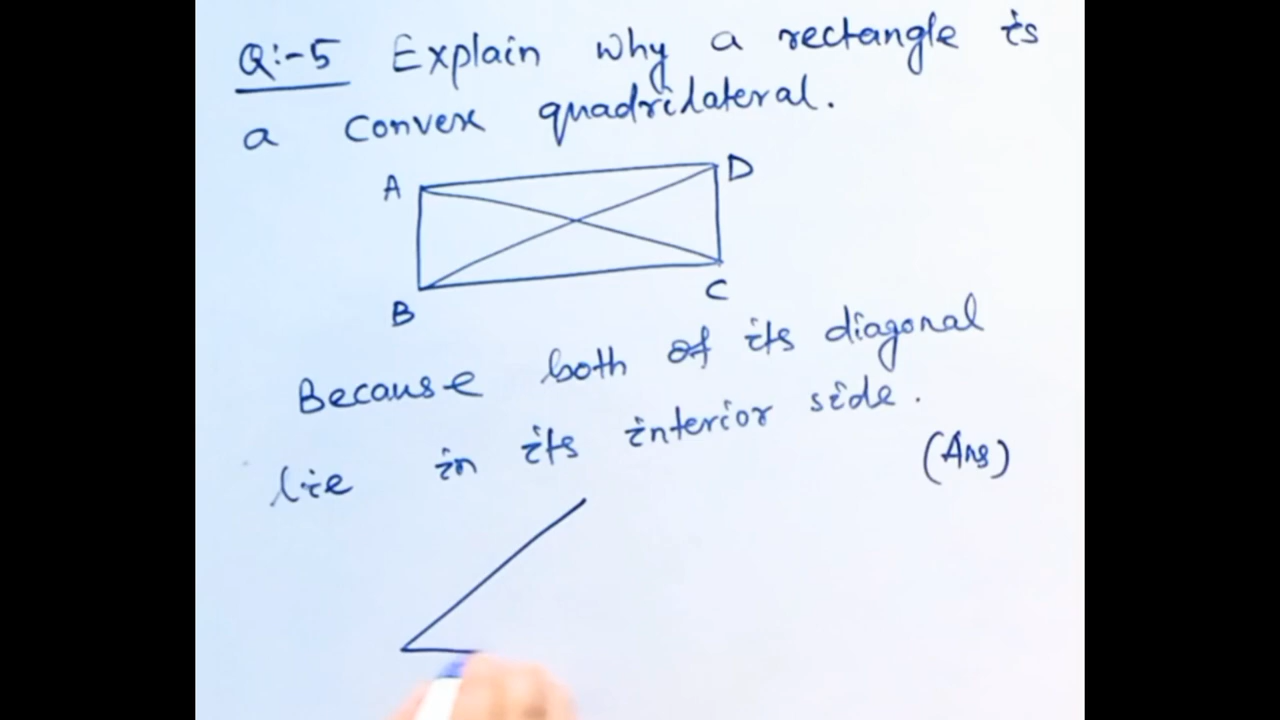 Q:-5 Explain why a rectangle is
a convex quadrilateral.
A
D
B
C
Because both of its diagonal
lie in its interior side.
(Ans)